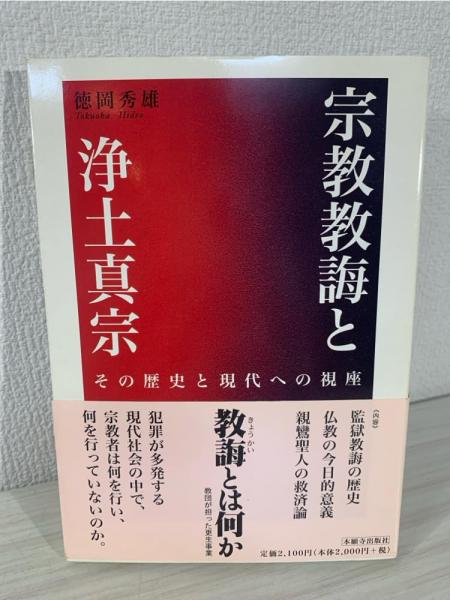 宗教教誨と
浄土真宗
その歴史と現代への視座
徳岡秀雄
Tokuoka Hideo
〈内容〉
監獄教誨の歴史
仏教の今日的意義
親鸞聖人の救済論
きょうかい
教誨とは何か
教団が担った更生事業
犯罪が多発する
現代社会の中で、
宗教者は何を行い、
何を行っていないのか。
本願寺出版社
定価2,100円(本体2,000円+税)